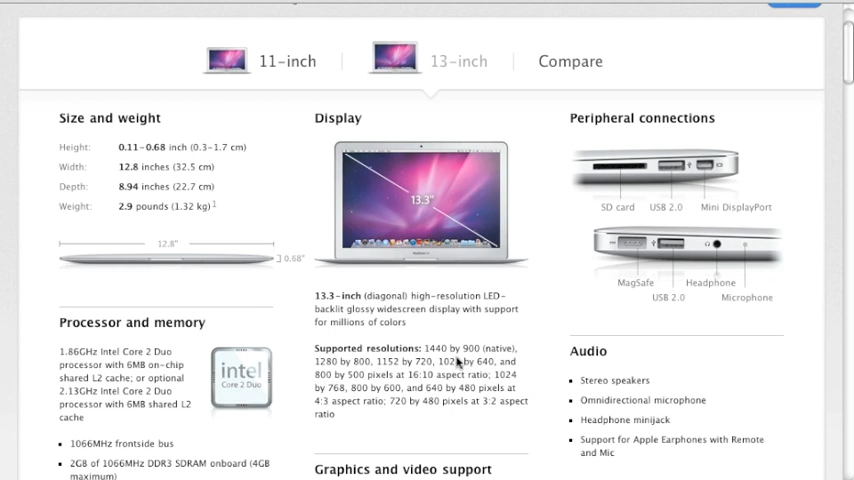 11-inch
13-inch
Compare
Size and weight
Height: 0.11-0.68 inch (0.3-1.7 cm)
Width: 12.8 inches (32.5 cm)
Depth: 8.94 inches (22.7 cm)
Weight: 2.9 pounds (1.32 kg)1
12.8"
0.68"
Processor and memory
1.86GHz Intel Core 2 Duo
processor with 6MB on-chip
shared L2 cache; or optional
2.13GHz Intel Core 2 Duo
processor with 6MB shared L2
cache
intel
Core 2 Duo
1066MHz frontside bus
2GB of 1066MHz DDR3 SDRAM onboard (4GB
maximum)
Display
13.3"
13.3-inch (diagonal) high-resolution LED-
backlit glossy widescreen display with support
for millions of colors
Supported resolutions: 1440 by 900 (native),
1280 by 800, 1152 by 720, by 640, and
800 by 500 pixels at 16:10 aspect ratio; 1024
by 768, 800 by 600, and 640 by 480 pixels at
4:3 aspect ratio; 720 by 480 pixels at 3:2 aspect
ratio
Graphics and video support
Peripheral connections
SD card
USB 2.0
Mini DisplayPort
MagSafe
Headphone
USB 2.0
Microphone
Audio
Stereo speakers
Omnidirectional microphone
Headphone minijack
Support for Apple Earphones with Remote
and Mic